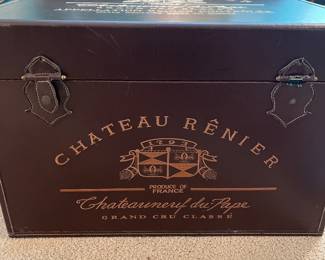 CHATEAU RÊNIER
PRODUCE OF
FRANCE
Chateauneuf du Pape
GRAND CRU CLASSÉ